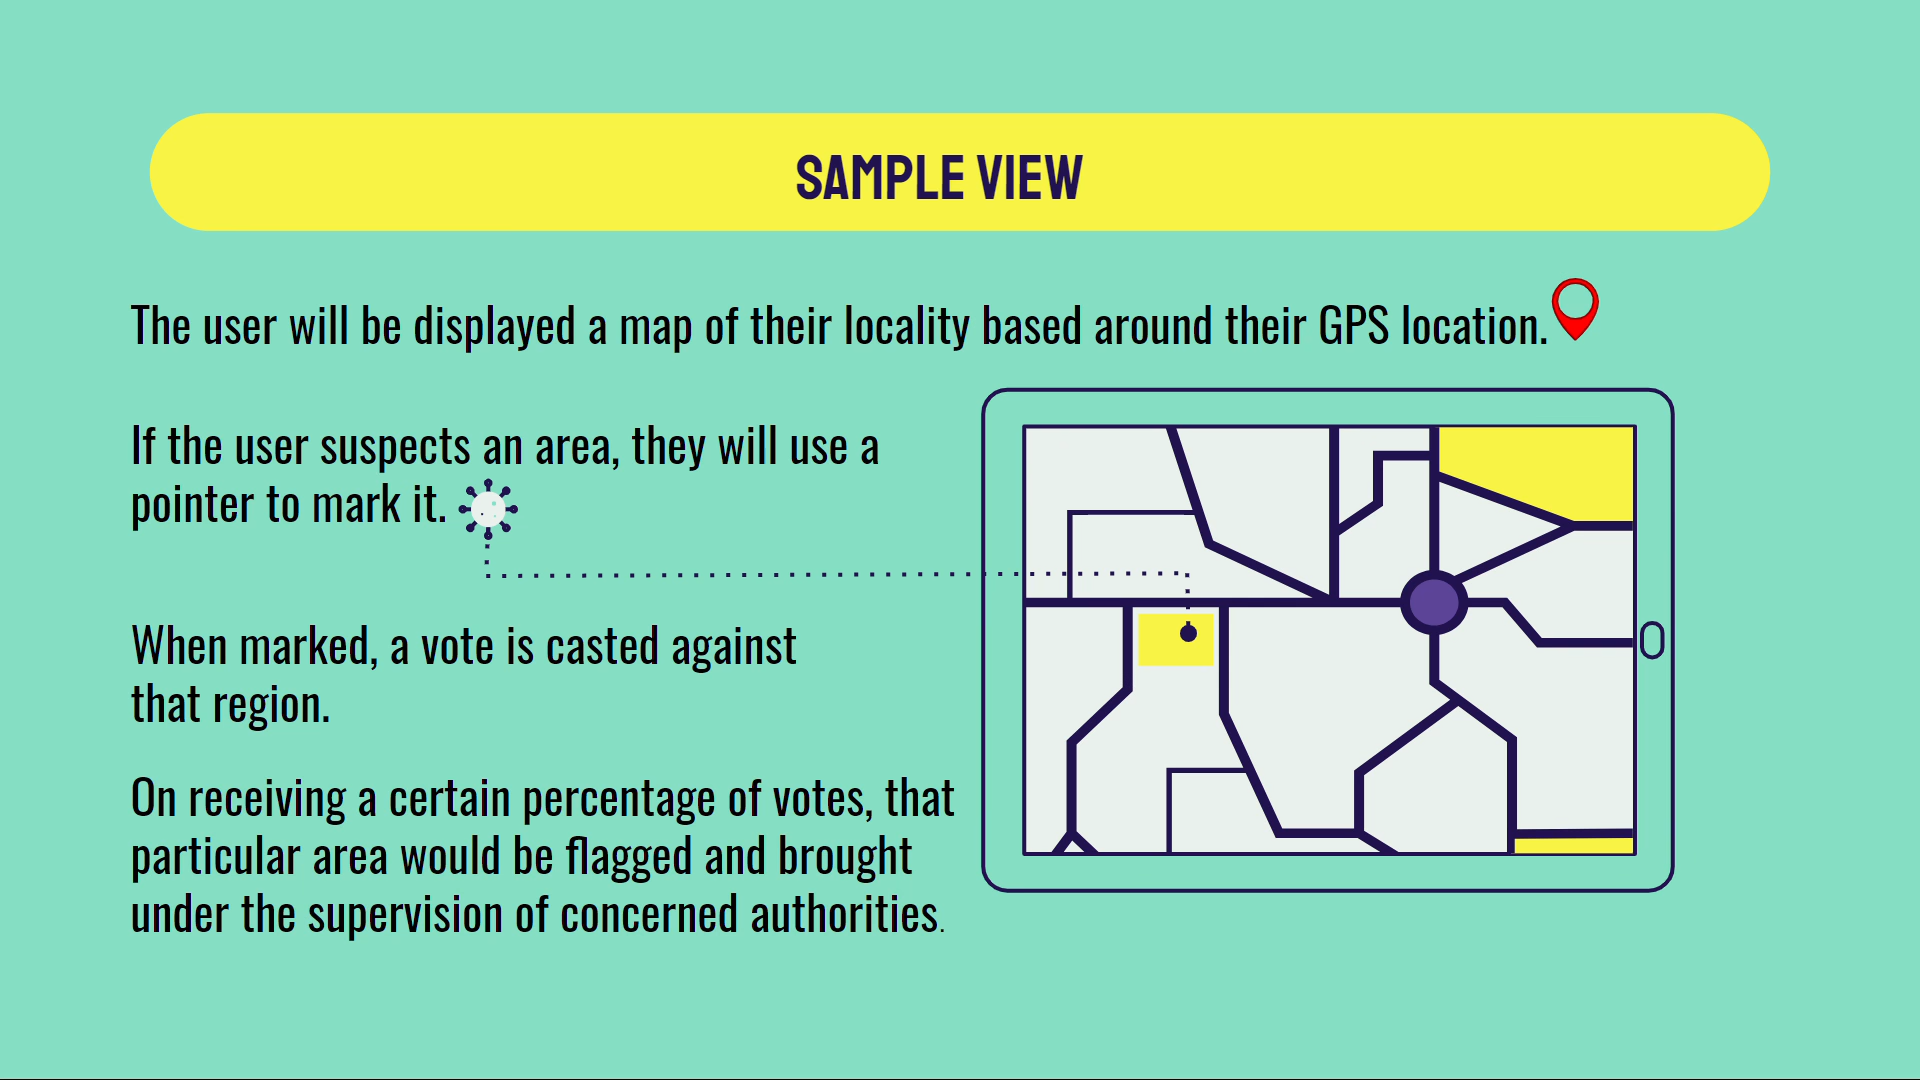 SAMPLE VIEW
The user will be displayed a map of their locality based around their GPS location.
If the user suspects an area, they will use a
pointer to mark it.
When marked, a vote is casted against
that region.
On receiving a certain percentage of votes, that
particular area would be flagged and brought
under the supervision of concerned authorities.